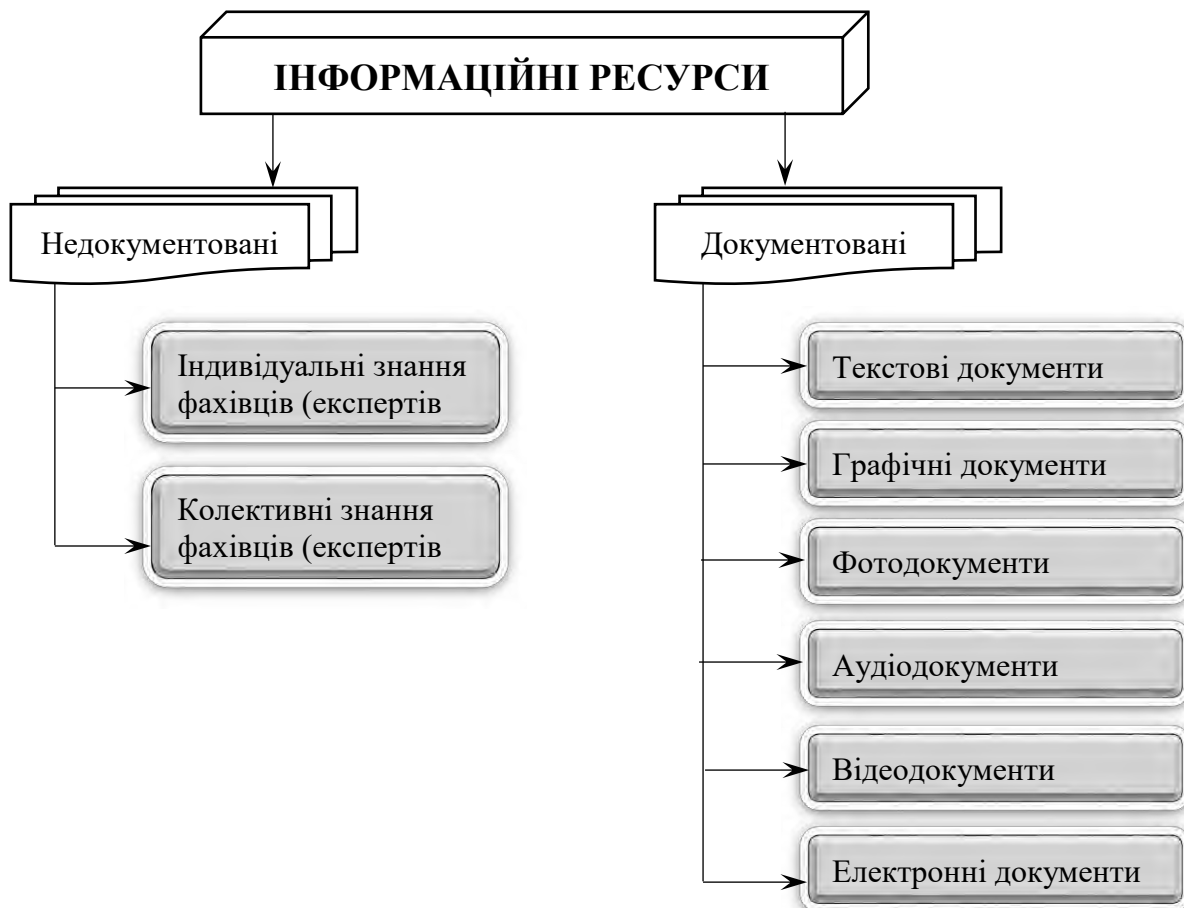 ІНФОРМАЦІЙНІ РЕСУРСИ
Недокументовані
Індивідуальні знання
фахівців (експертів
Колективні знання
фахівців (експертів
Документовані
Текстові документи
Графічні документи
Фотодокументи
Аудіодокументи
Відеодокументи
Електронні документи